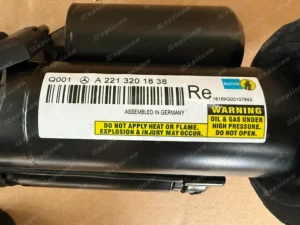 Q001 A 221 320 18 38
Re
ASSEMBLED IN GERMANY
WARNING
OIL & GAS UNDER
HIGH PRESSURE.
DO NOT OPEN.
DO NOT APPLY HEAT OR FLAME.
EXPLOSION & INJURY MAY OCCUR.